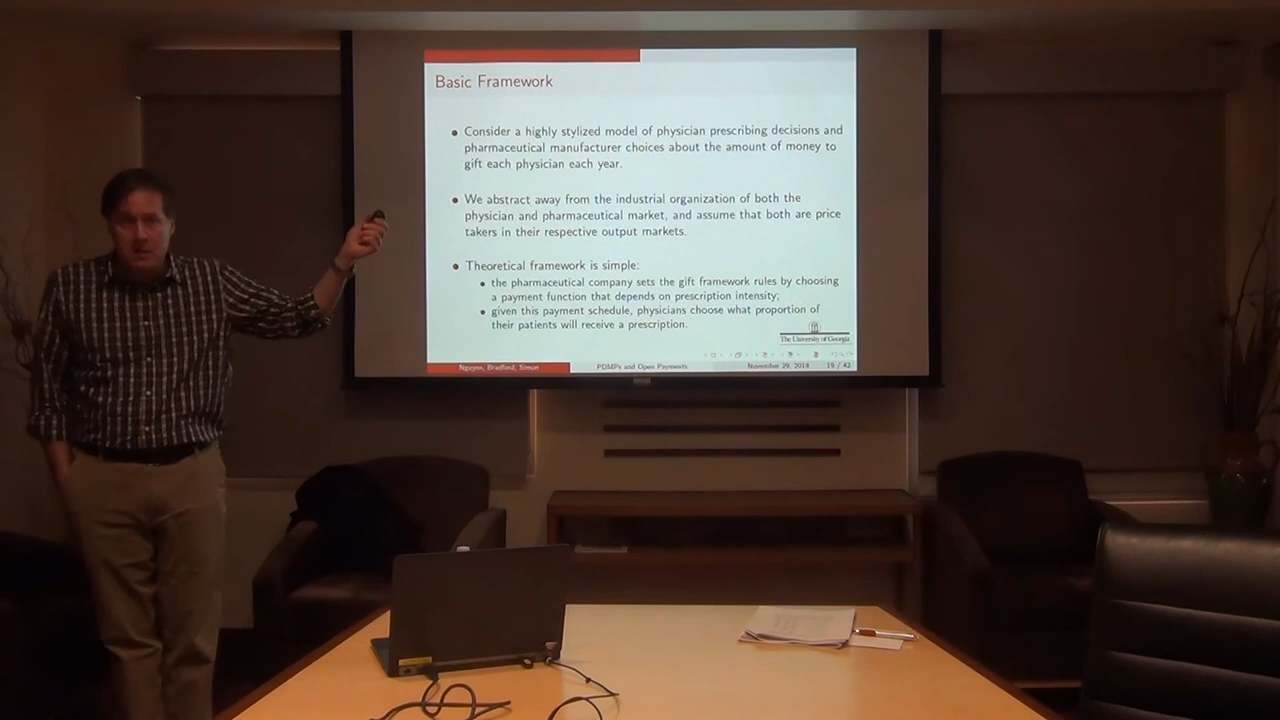 Basic Framework
• Consider a highly stylized model of physician prescribing decisions and
pharmaceutical manufacturer choices about the amount of money to
gift each physician each year.
• We abstract away from the industrial organization of both the
physician and pharmaceutical market, and assume that both are price
takers in their respective output markets.
• Theoretical framework is simple:
• the pharmaceutical company sets the gift framework rules by choosing
a payment function that depends on prescription intensity;
• given this payment schedule, physicians choose what proportion of
their patients will receive a prescription.
The University of Georgia
Nguyen, Bradford, Simon PDMPs and Open Payments November 29, 2018 19 / 42